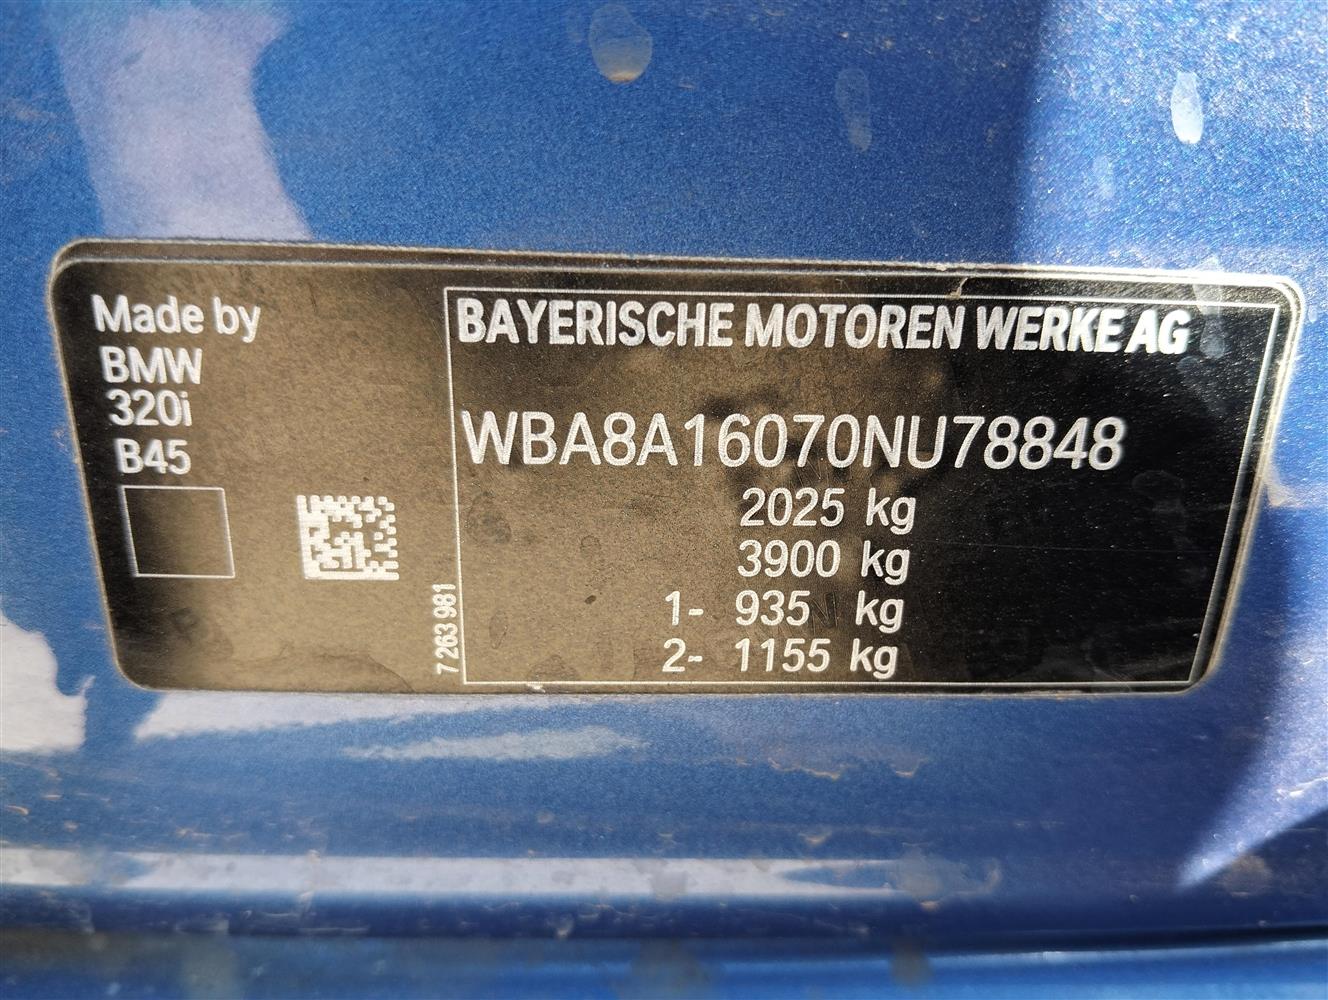 Made by
BMW
320i
B45
7 263 981
BAYERISCHE MOTOREN WERKE AG
WBA8A16070NU78848
2025 kg
3900 kg
1- 935 kg
2- 1155 kg